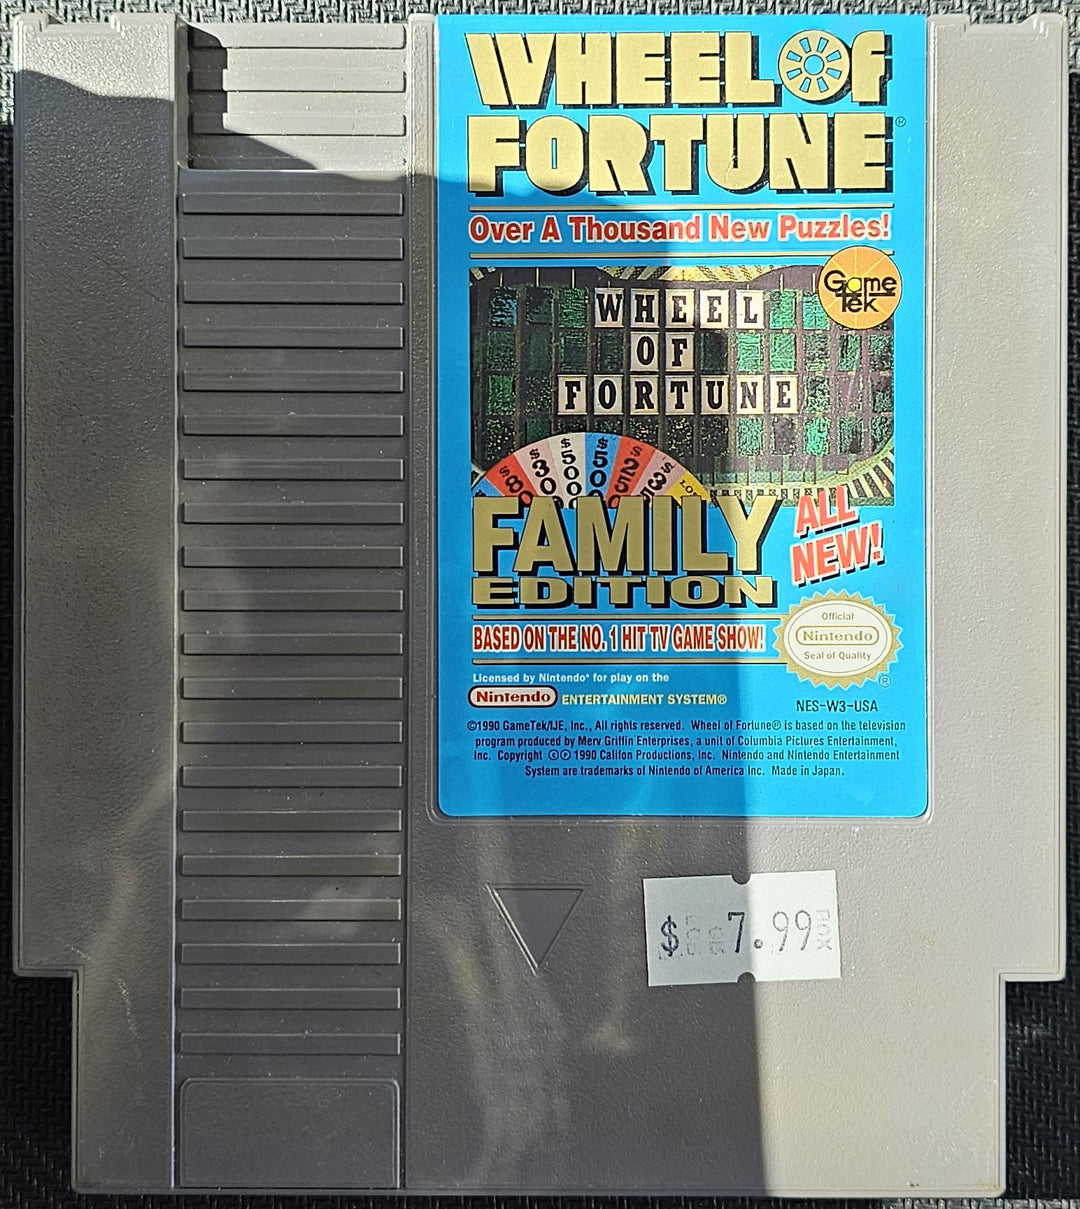 WHEEL OF
FORTUNE®
Over A Thousand New Puzzles!
Game
Tek
WHEEL
OF
FORTUNE
$300 $5000 $500
FAMILY
EDITION
ALL
NEW!
BASED ON THE NO. 1 HIT TV GAME SHOW!
Official
Nintendo
Seal of Quality
®
Licensed by Nintendo® for play on the
Nintendo ENTERTAINMENT SYSTEM®
NES-W3-USA
©1990 GameTek/IJE, Inc., All rights reserved. Wheel of Fortune® is based on the television
program produced by Merv Griffin Enterprises, a unit of Columbia Pictures Entertainment,
Inc. Copyright ©Ⓟ 1990 Califon Productions, Inc. Nintendo and Nintendo Entertainment
System are trademarks of Nintendo of America Inc. Made in Japan.
$ 7.99